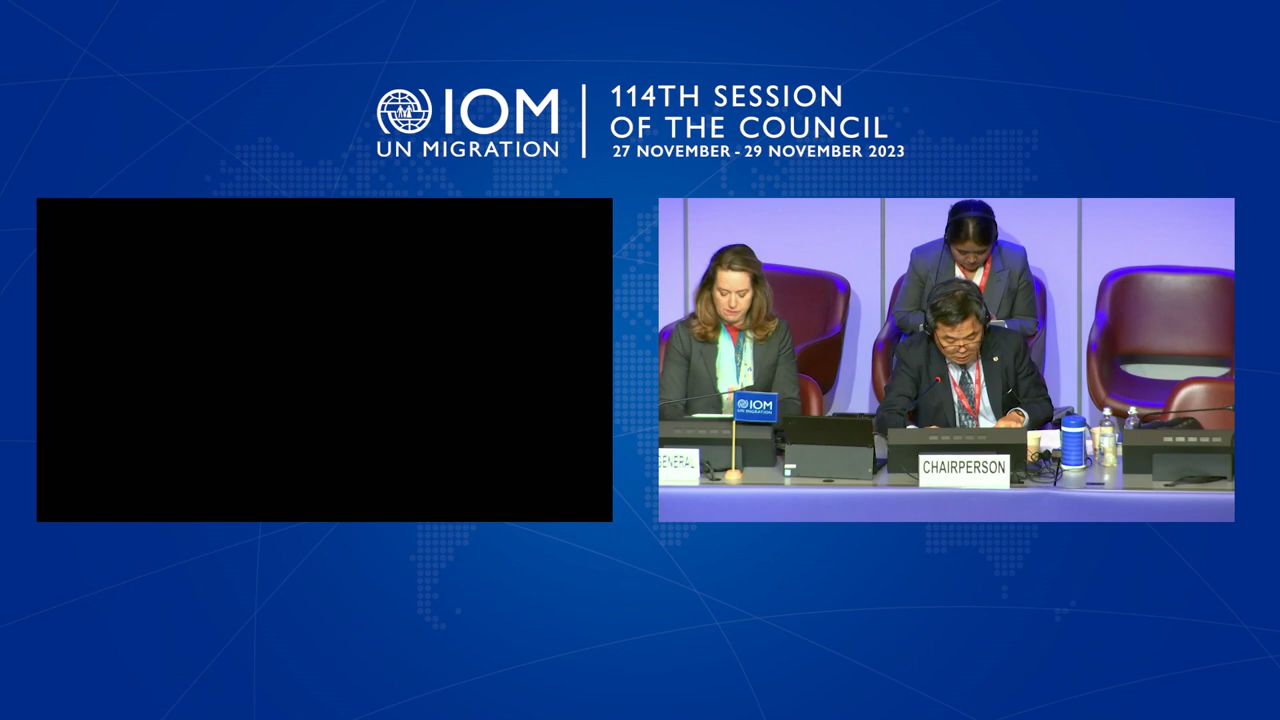 IOM
UN MIGRATION
114TH SESSION
OF THE COUNCIL
27 NOVEMBER - 29 NOVEMBER 2023
IOM
UN MIGRATION
GENERAL
CHAIRPERSON